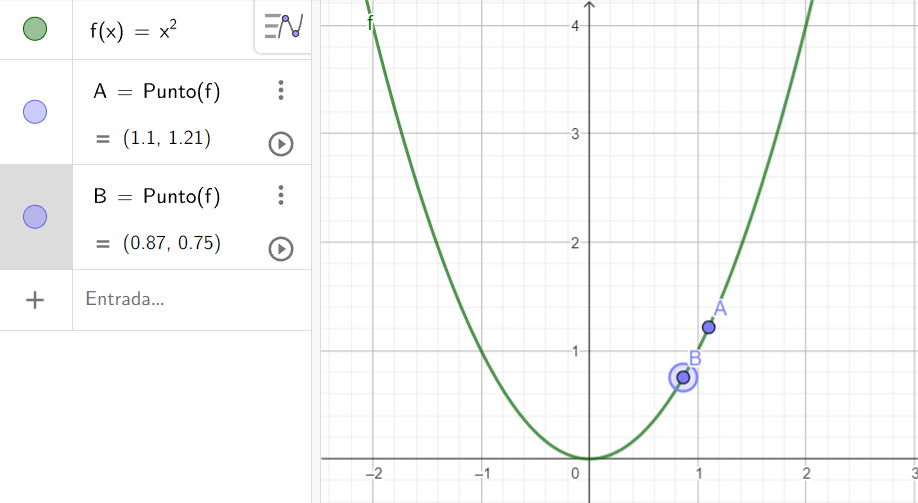 f(x) = x²
A = Punto(f)
= (1.1, 1.21)
B = Punto(f)
= (0.87, 0.75)
Entrada...
f
4
3
2
1
A
B
−2
−1
0
1
2
3